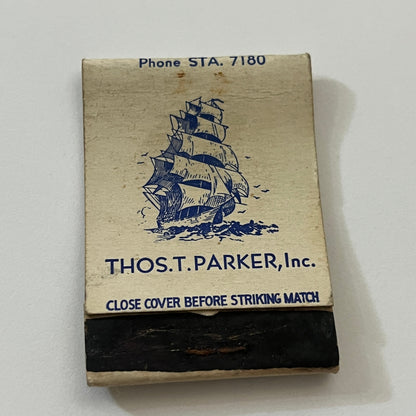 Phone STA. 7180
THOS.T. PARKER, Inc.
CLOSE COVER BEFORE STRIKING MATCH